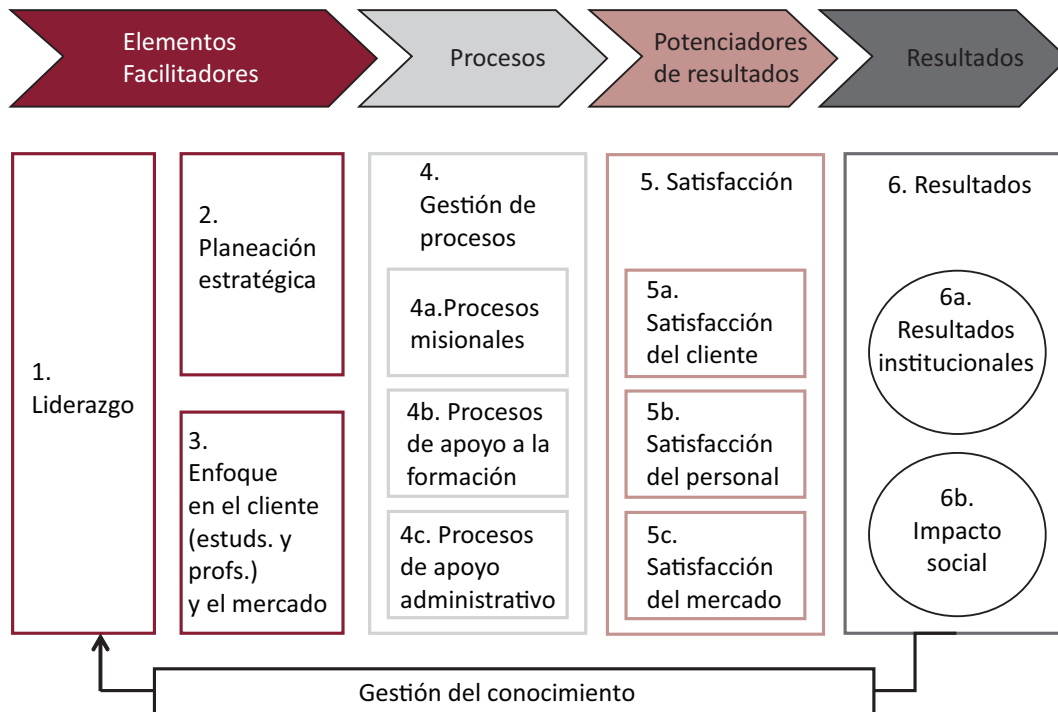 Elementos
Facilitadores
Procesos
Potenciadores
de resultados
Resultados
1.
Liderazgo
2.
Planeación
estratégica
3.
Enfoque
en el cliente
(estuds. y
profs.)
y el mercado
4.
Gestión de
procesos
4a.Procesos
misionales
4b. Procesos
de apoyo a la
formación
4c. Procesos
de apoyo
administrativo
5. Satisfacción
5a.
Satisfacción
del cliente
5b.
Satisfacción
del personal
5c.
Satisfacción
del mercado
6. Resultados
6a.
Resultados
institucionales
6b.
Impacto
social
Gestión del conocimiento